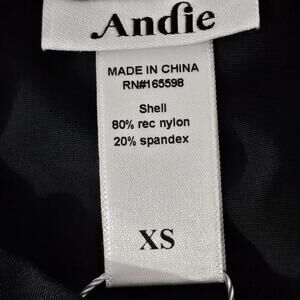 Andie
MADE IN CHINA
RN#165598
Shell
80% rec nylon
20% spandex
XS